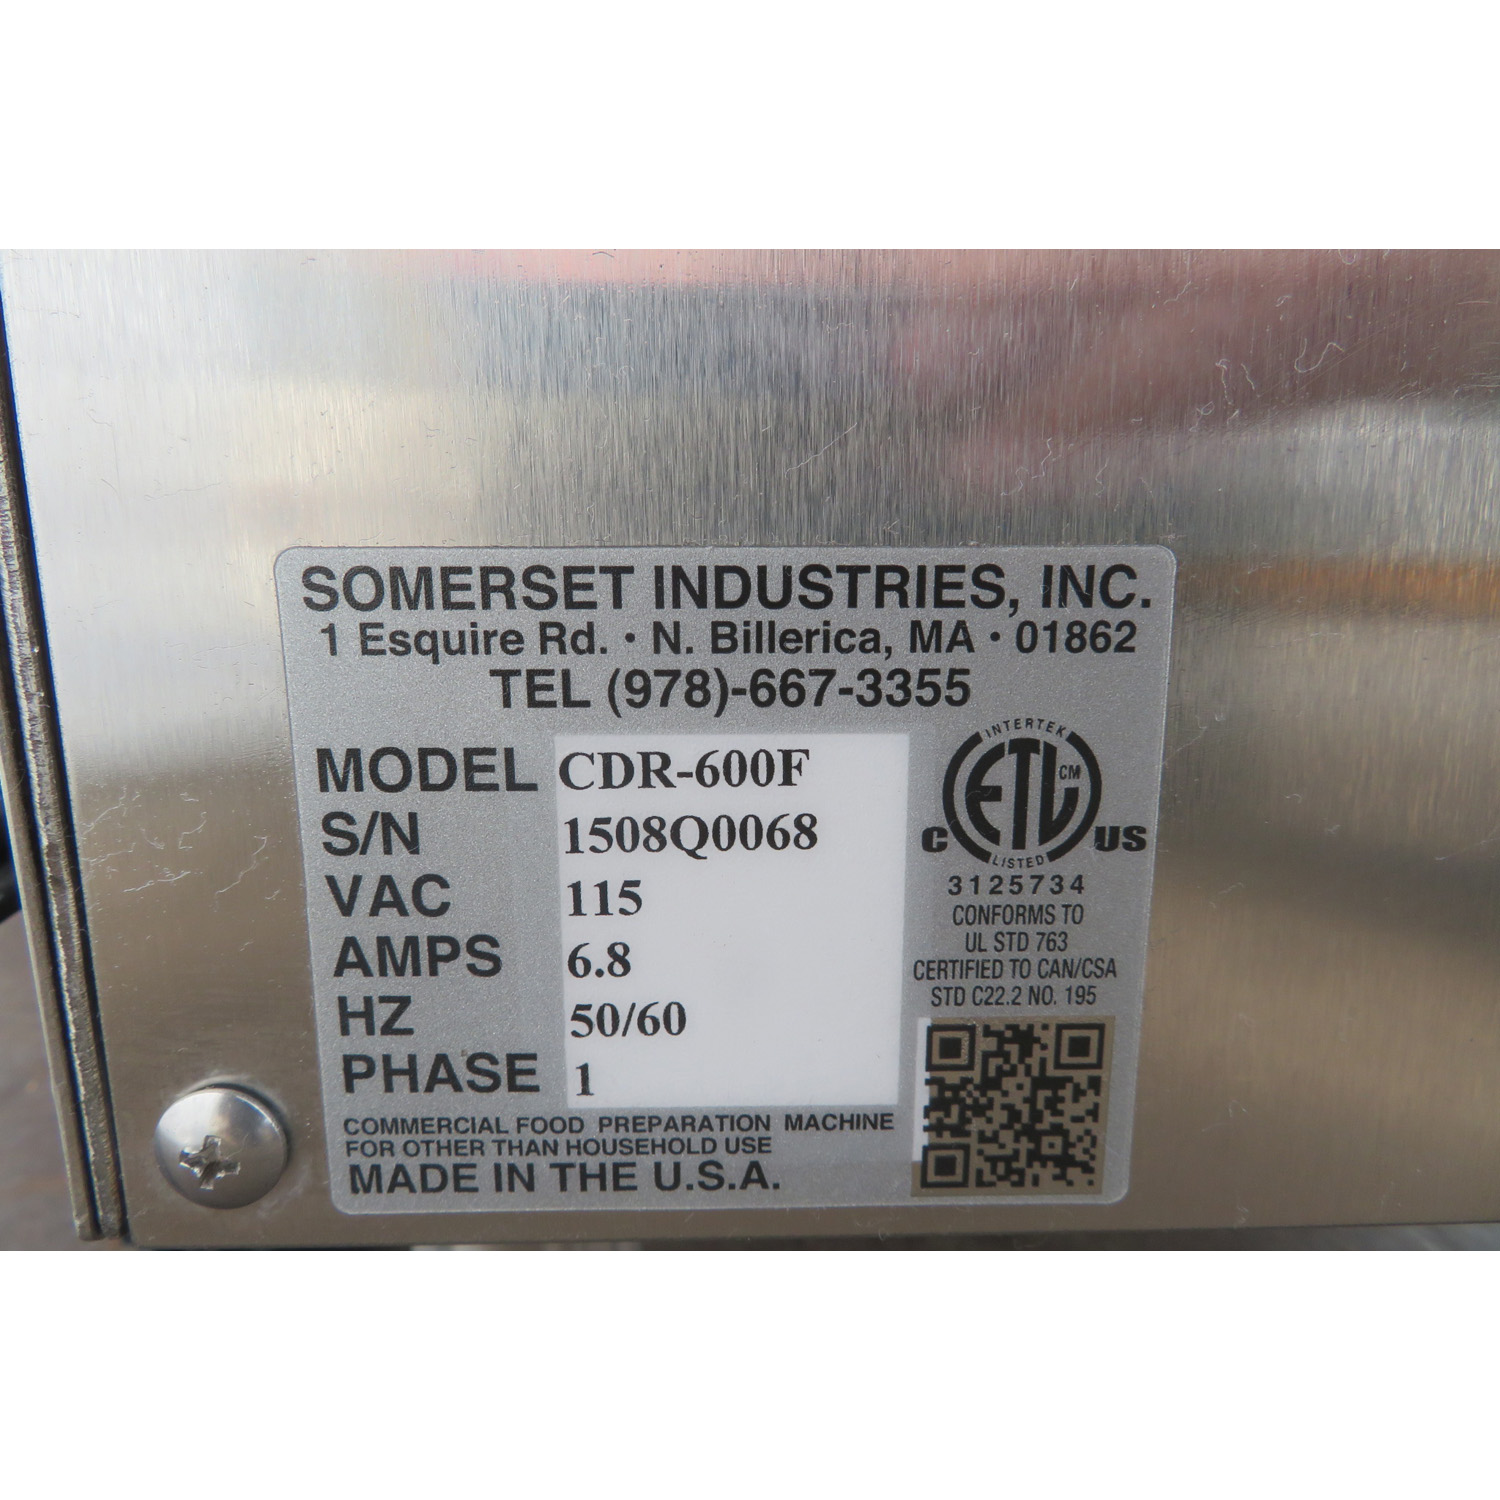 SOMERSET INDUSTRIES, INC.
1 Esquire Rd. • N. Billerica, MA • 01862
TEL (978)-667-3355
MODEL CDR-600F
S/N 1508Q0068
VAC 115
AMPS 6.8
HZ 50/60
PHASE 1
INTERTEK
ETL CM
C US
LISTED
3125734
CONFORMS TO
UL STD 763
CERTIFIED TO CAN/CSA
STD C22.2 NO. 195
COMMERCIAL FOOD PREPARATION MACHINE
FOR OTHER THAN HOUSEHOLD USE
MADE IN THE U.S.A.